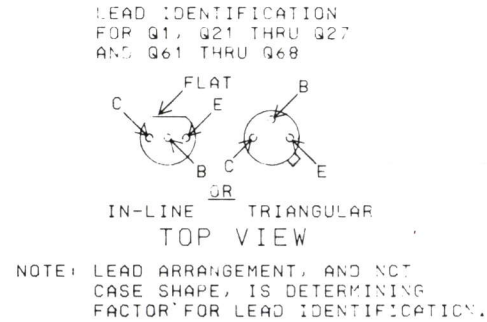 LEAD IDENTIFICATION
FOR Q1, Q21 THRU Q27
AND Q61 THRU Q68
FLAT
C E B
B C E
OR
IN-LINE TRIANGULAR
TOP VIEW
NOTE: LEAD ARRANGEMENT, AND NOT
CASE SHAPE, IS DETERMINING
FACTOR FOR LEAD IDENTIFICATION.